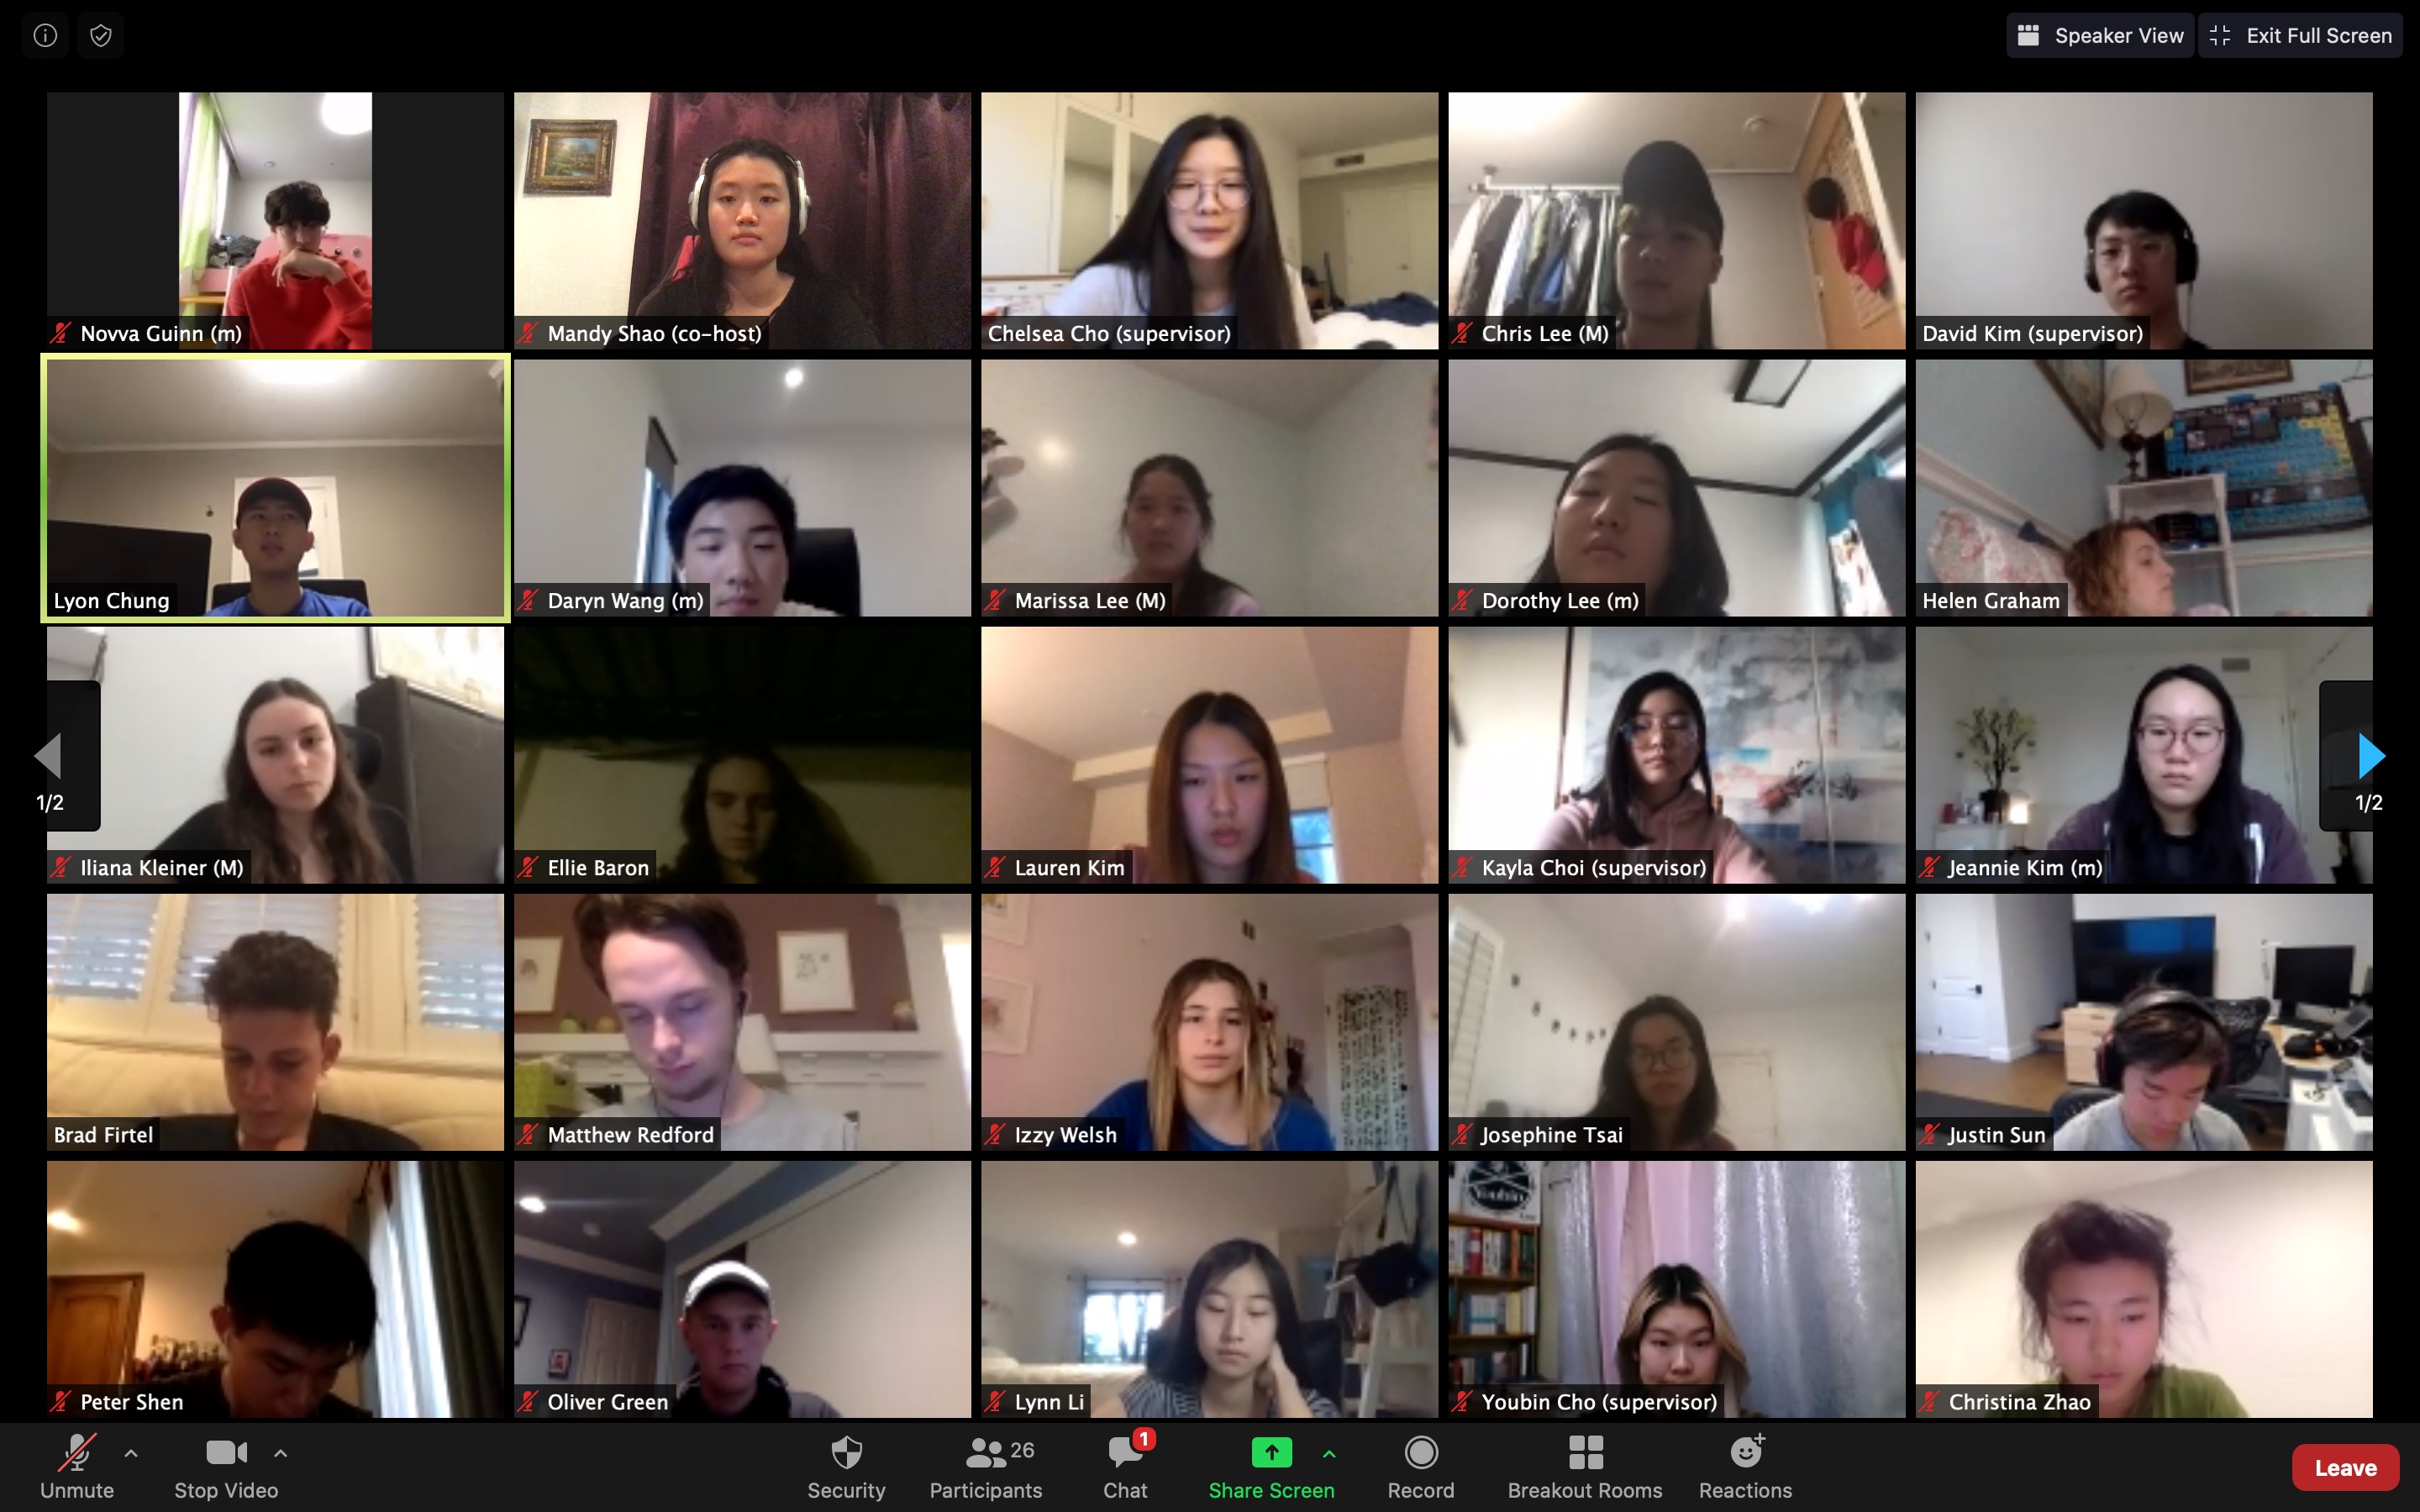 Speaker View
Exit Full Screen
Novva Guinn (m)
Mandy Shao (co-host)
Chelsea Cho (supervisor)
Chris Lee (M)
David Kim (supervisor)
Lyon Chung
Daryn Wang (m)
Marissa Lee (M)
Dorothy Lee (m)
Helen Graham
1/2
1/2
Iliana Kleiner (M)
Ellie Baron
Lauren Kim
Kayla Choi (supervisor)
Jeannie Kim (m)
Brad Firtel
Matthew Redford
Izzy Welsh
Josephine Tsai
Justin Sun
Youbin
Peter Shen
Oliver Green
Lynn Li
Youbin Cho (supervisor)
Christina Zhao
26
1
Unmute
Stop Video
Security
Participants
Chat
Share Screen
Record
Breakout Rooms
Reactions
Leave